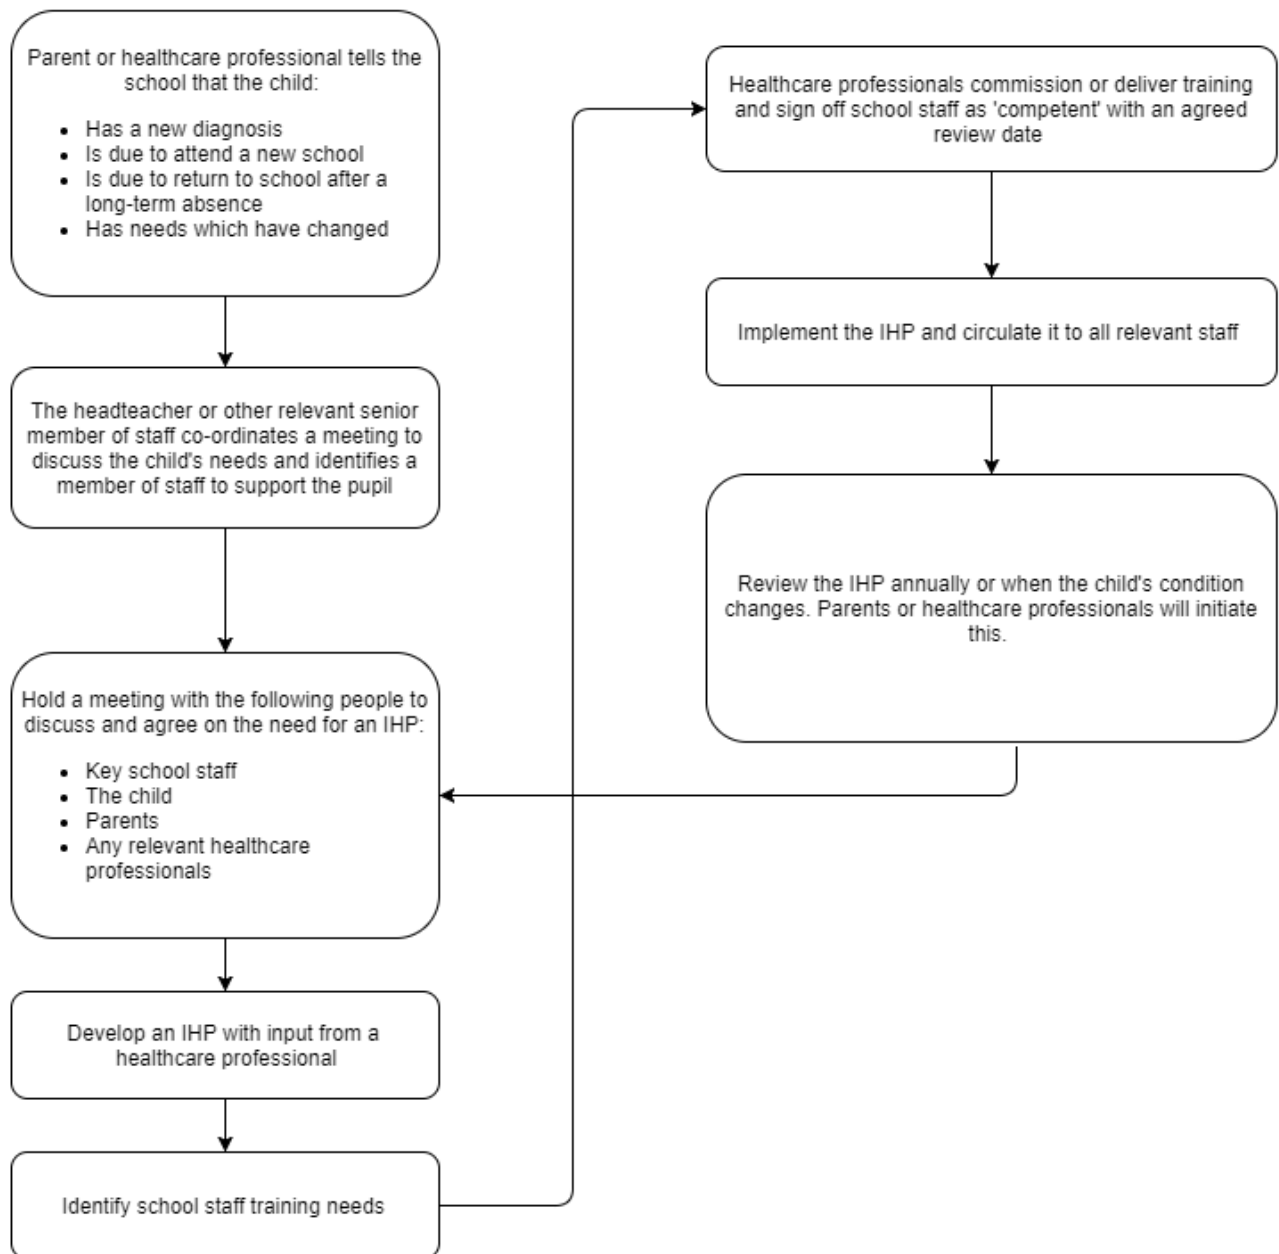 Parent or healthcare professional tells the
school that the child:
• Has a new diagnosis
• Is due to attend a new school
• Is due to return to school after a
long-term absence
• Has needs which have changed
The headteacher or other relevant senior
member of staff co-ordinates a meeting to
discuss the child's needs and identifies a
member of staff to support the pupil
Hold a meeting with the following people to
discuss and agree on the need for an IHP:
• Key school staff
• The child
• Parents
• Any relevant healthcare
professionals
Develop an IHP with input from a
healthcare professional
Identify school staff training needs
Healthcare professionals commission or deliver training
and sign off school staff as 'competent' with an agreed
review date
Implement the IHP and circulate it to all relevant staff
Review the IHP annually or when the child's condition
changes. Parents or healthcare professionals will initiate
this.